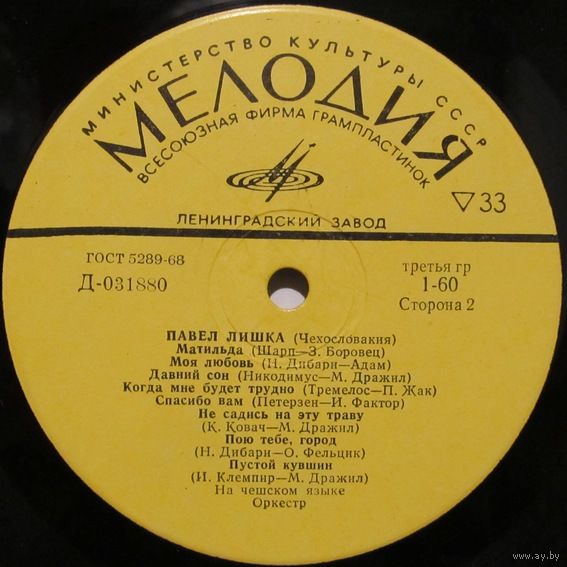 МИНИСТЕРСТВО КУЛЬТУРЫ СССР
МЕЛОДИЯ
ВСЕСОЮЗНАЯ ФИРМА ГРАМПЛАСТИНОК
▽33
ЛЕНИНГРАДСКИЙ ЗАВОД
ГОСТ 5289-68
Д-031880
третья гр
1-60
Сторона 2
ПАВЕЛ ЛИШКА (Чехословакия)
Матильда (Шарп—З. Боровец)
Моя любовь (Н. Дибари—Адам)
Давний сон (Никодимус—М. Дражил)
Когда мне будет трудно (Тремелос—П. Жак)
Спасибо вам (Петерзен—И. Фактор)
Не садись на эту траву
(К. Ковач—М. Дражил)
Пою тебе, город
(Н. Дибари—О. Фельцик)
Пустой кувшин
(И. Клемпир—М. Дражил)
На чешском языке
Оркестр
www.ay.by